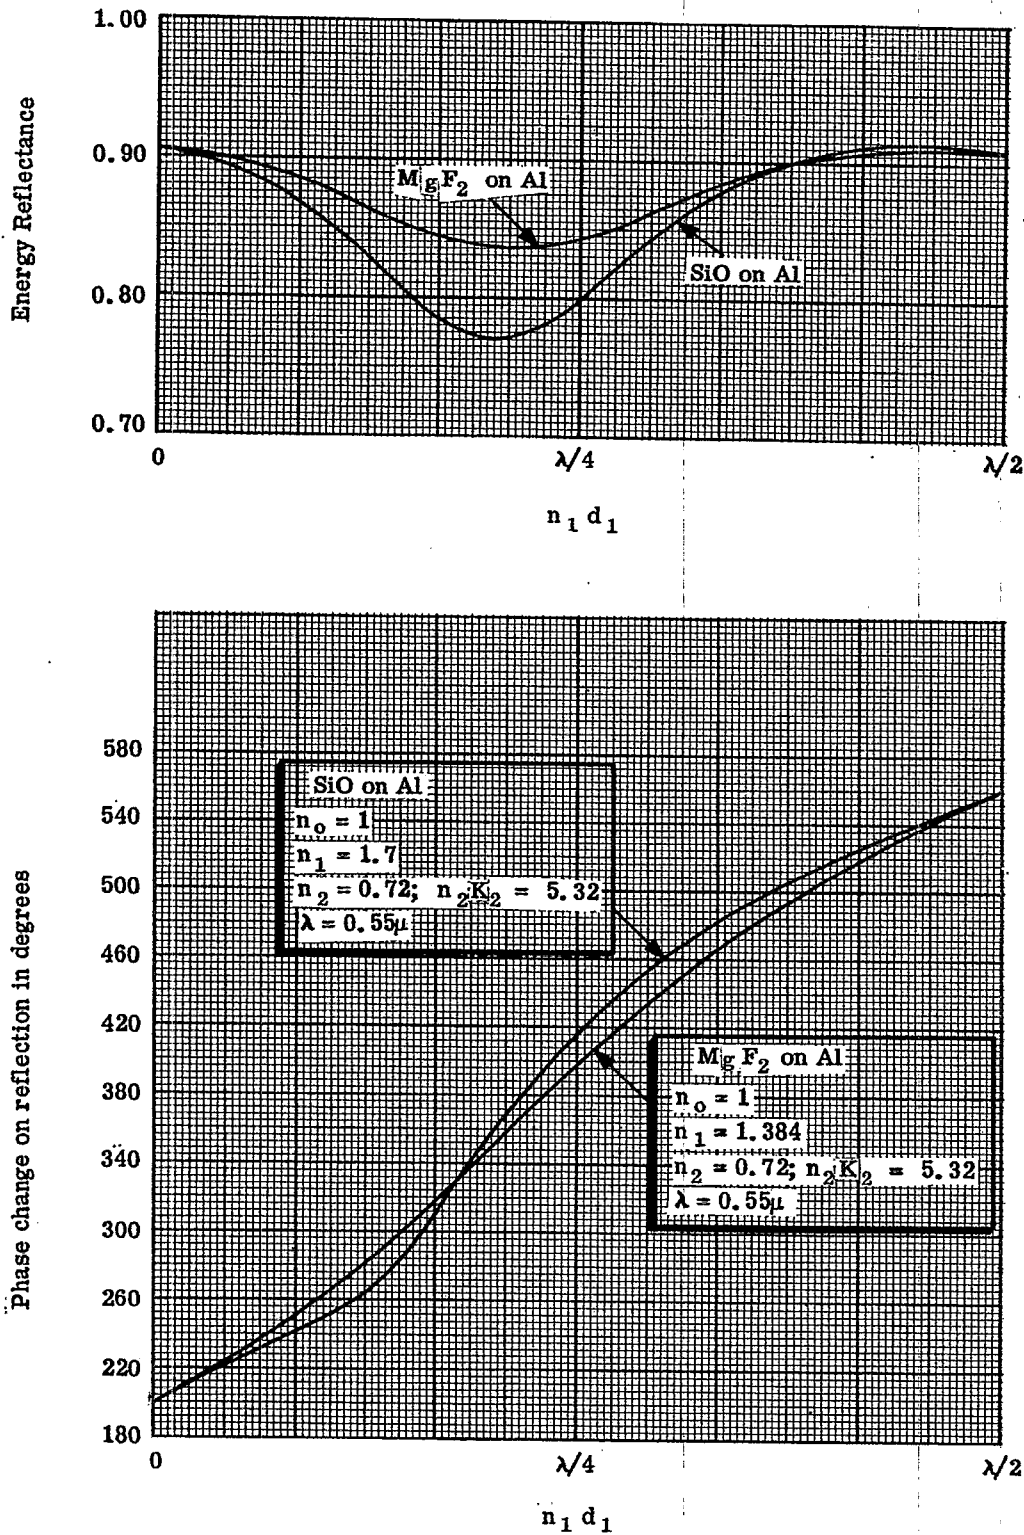 1.00
0.90
0.80
0.70
Energy Reflectance
MgF₂ on Al
SiO on Al
0
λ/4
λ/2
n₁ d₁
580
540
500
460
420
380
340
300
260
220
180
Phase change on reflection in degrees
SiO on Al
n₀ = 1
n₁ = 1.7
n₂ = 0.72; n₂K₂ = 5.32
λ = 0.55μ
MgF₂ on Al
n₀ = 1
n₁ = 1.384
n₂ = 0.72; n₂K₂ = 5.32
λ = 0.55μ
0
λ/4
λ/2
n₁ d₁